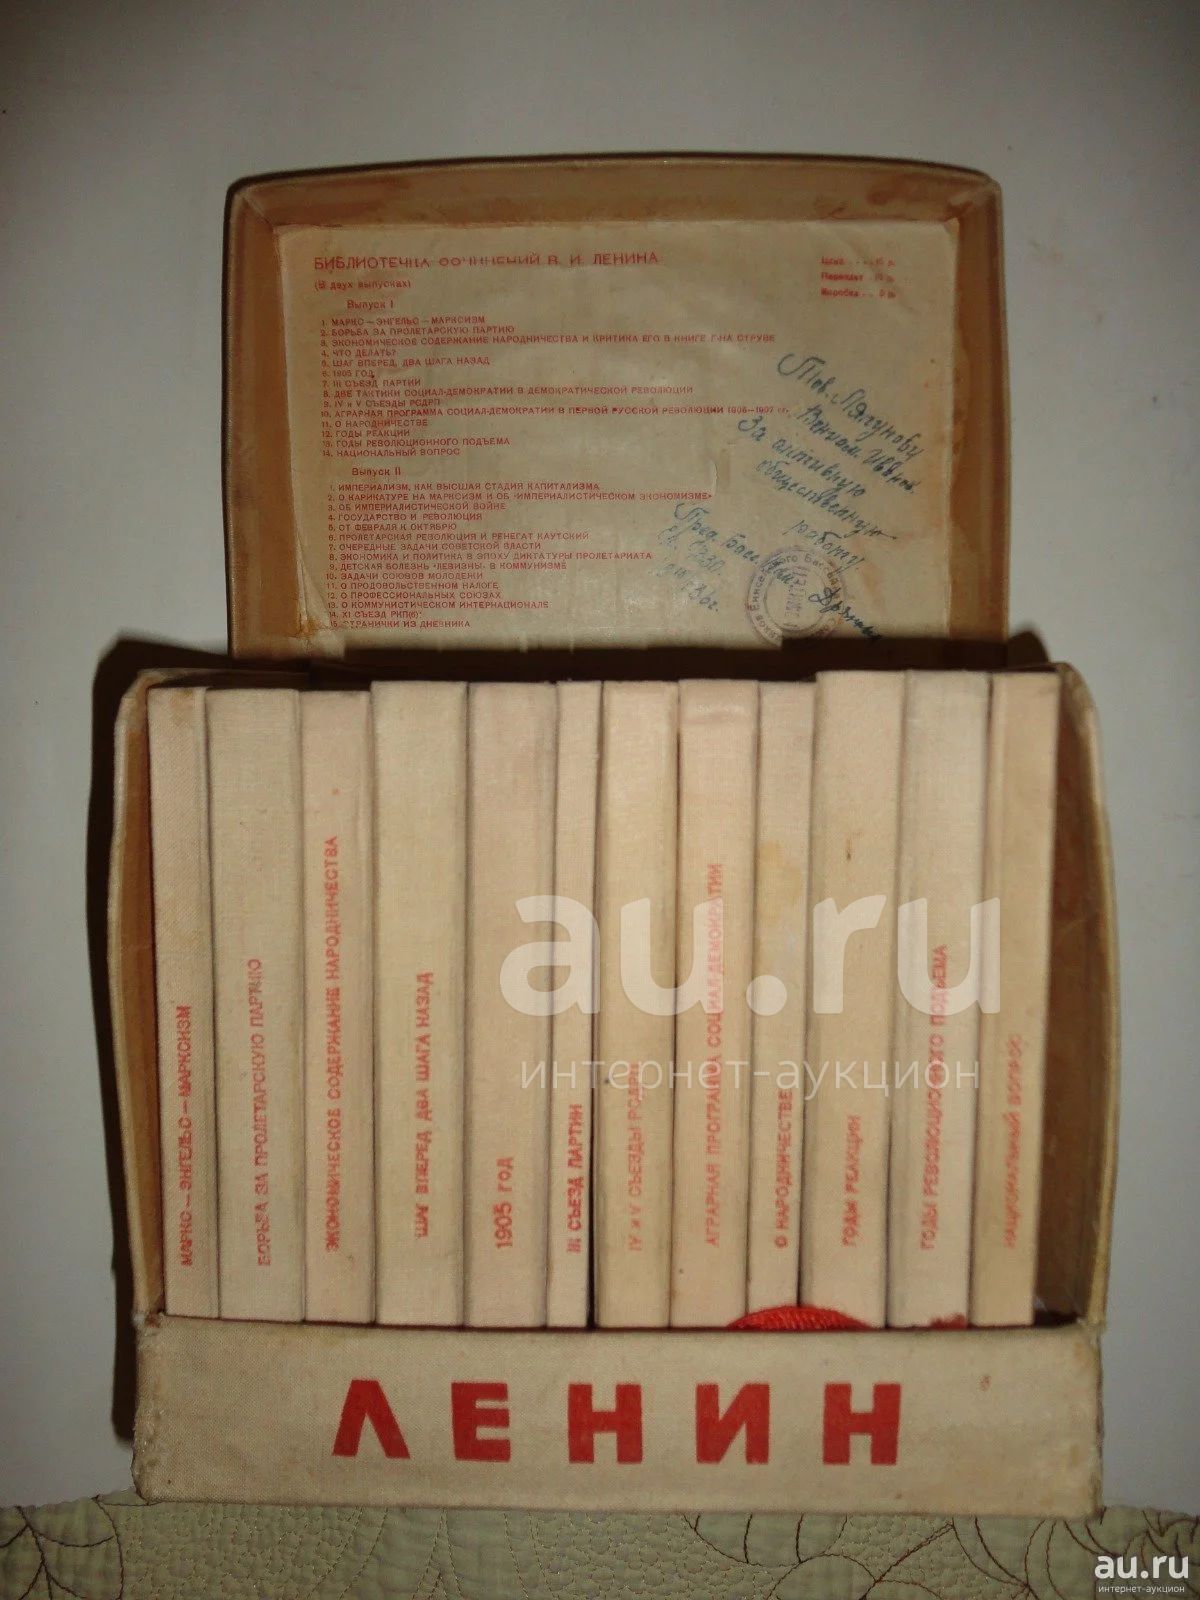 БИБЛИОТЕЧКА СОЧИНЕНИЙ В. И. ЛЕНИНА
(В двух выпусках)
Выпуск I
1. МАРКС — ЭНГЕЛЬС — МАРКСИЗМ
2. БОРЬБА ЗА ПРОЛЕТАРСКУЮ ПАРТИЮ
3. ЭКОНОМИЧЕСКОЕ СОДЕРЖАНИЕ НАРОДНИЧЕСТВА И КРИТИКА ЕГО В КНИГЕ Г-НА СТРУВЕ
4. ЧТО ДЕЛАТЬ?
5. ШАГ ВПЕРЕД, ДВА ШАГА НАЗАД
6. 1905 ГОД
7. III СЪЕЗД ПАРТИИ
8. ДВЕ ТАКТИКИ СОЦИАЛ-ДЕМОКРАТИИ В ДЕМОКРАТИЧЕСКОЙ РЕВОЛЮЦИИ
9. IV и V СЪЕЗДЫ РСДРП
10. АГРАРНАЯ ПРОГРАММА СОЦИАЛ-ДЕМОКРАТИИ В ПЕРВОЙ РУССКОЙ РЕВОЛЮЦИИ
11. О НАРОДНИЧЕСТВЕ
12. ГОДЫ РЕАКЦИИ
13. ГОДЫ РЕВОЛЮЦИОННОГО ПОДЪЕМА
14. НАЦИОНАЛЬНЫЙ ВОПРОС
Выпуск II
1. ИМПЕРИАЛИЗМ, КАК ВЫСШАЯ СТАДИЯ КАПИТАЛИЗМА
2. О КАРИКАТУРЕ НА МАРКСИЗМ И ОБ «ИМПЕРИАЛИСТИЧЕСКОМ ЭКОНОМИЗМЕ»
3. ОБ ИМПЕРИАЛИСТИЧЕСКОЙ ВОЙНЕ
4. ГОСУДАРСТВО И РЕВОЛЮЦИЯ
5. ОТ ФЕВРАЛЯ К ОКТЯБРЮ
6. ПРОЛЕТАРСКАЯ РЕВОЛЮЦИЯ И РЕНЕГАТ КАУТСКИЙ
7. ОЧЕРЕДНЫЕ ЗАДАЧИ СОВЕТСКОЙ ВЛАСТИ
8. ЭКОНОМИКА И ПОЛИТИКА В ЭПОХУ ДИКТАТУРЫ ПРОЛЕТАРИАТА
9. ДЕТСКАЯ БОЛЕЗНЬ «ЛЕВИЗНЫ» В КОММУНИЗМЕ
10. ЗАДАЧИ СОЮЗОВ МОЛОДЕЖИ
11. О ПРОДОВОЛЬСТВЕННОМ НАЛОГЕ
12. О ПРОФЕССИОНАЛЬНЫХ СОЮЗАХ
13. О КОММУНИСТИЧЕСКОМ ИНТЕРНАЦИОНАЛЕ
14. XI СЪЕЗД РКП(б)
15. СТРАНИЧКИ ИЗ ДНЕВНИКА
Цена
Переплет
Коробка
Тов. Лягунову
Вениам. Иванов.
За активную
общественную
работу.
Пред. Басс.
МАРКС — ЭНГЕЛЬС — МАРКСИЗМ
БОРЬБА ЗА ПРОЛЕТАРСКУЮ ПАРТИЮ
ЭКОНОМИЧЕСКОЕ СОДЕРЖАНИЕ НАРОДНИЧЕСТВА
ШАГ ВПЕРЕД ДВА ШАГА НАЗАД
1905 ГОД
III СЪЕЗД ПАРТИИ
IV и V СЪЕЗДЫ РСДРП
АГРАРНАЯ ПРОГРАММА СОЦИАЛ-ДЕМОКРАТИИ
О НАРОДНИЧЕСТВЕ
ГОДЫ РЕАКЦИИ
ГОДЫ РЕВОЛЮЦИОННОГО ПОДЪЕМА
НАЦИОНАЛЬНЫЙ ВОПРОС
au.ru
интернет-аукцион
ЛЕНИН
au.ru
интернет-аукцион